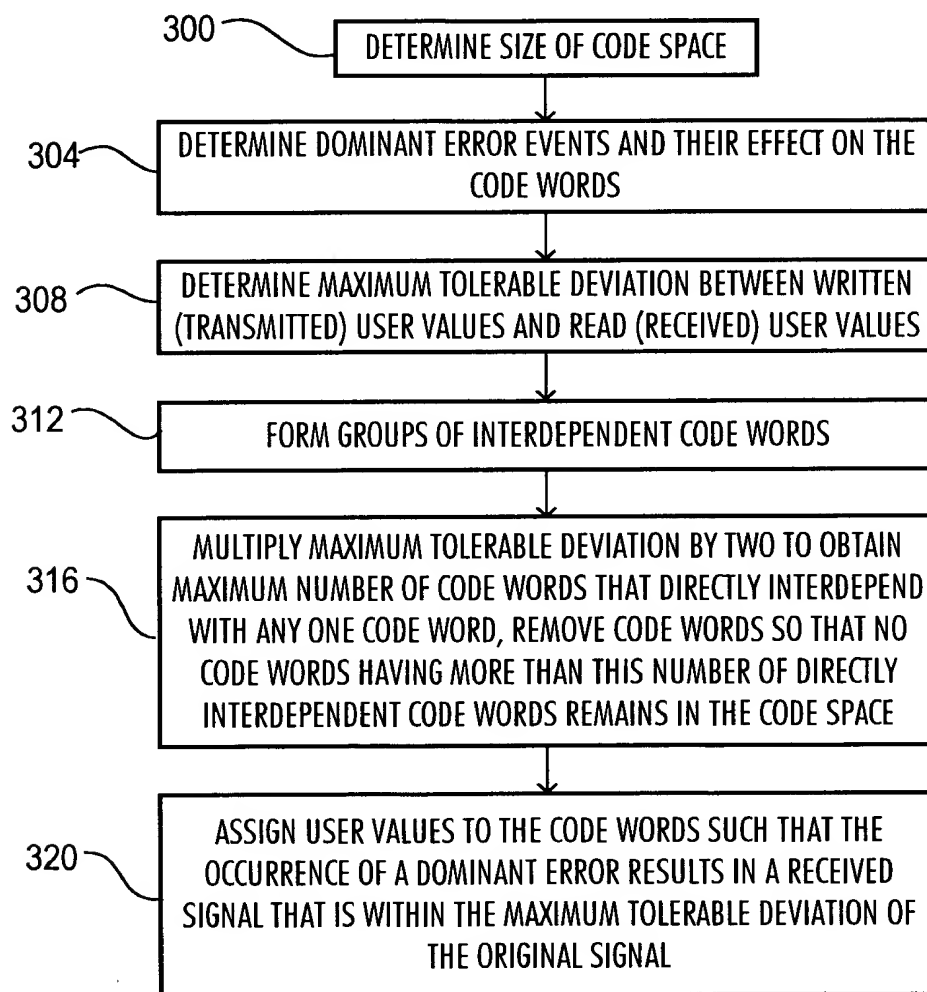 300
DETERMINE SIZE OF CODE SPACE
304
DETERMINE DOMINANT ERROR EVENTS AND THEIR EFFECT ON THE
CODE WORDS
308
DETERMINE MAXIMUM TOLERABLE DEVIATION BETWEEN WRITTEN
(TRANSMITTED) USER VALUES AND READ (RECEIVED) USER VALUES
312
FORM GROUPS OF INTERDEPENDENT CODE WORDS
316
MULTIPLY MAXIMUM TOLERABLE DEVIATION BY TWO TO OBTAIN
MAXIMUM NUMBER OF CODE WORDS THAT DIRECTLY INTERDEPEND
WITH ANY ONE CODE WORD, REMOVE CODE WORDS SO THAT NO
CODE WORDS HAVING MORE THAN THIS NUMBER OF DIRECTLY
INTERDEPENDENT CODE WORDS REMAINS IN THE CODE SPACE
320
ASSIGN USER VALUES TO THE CODE WORDS SUCH THAT THE
OCCURRENCE OF A DOMINANT ERROR RESULTS IN A RECEIVED
SIGNAL THAT IS WITHIN THE MAXIMUM TOLERABLE DEVIATION OF
THE ORIGINAL SIGNAL